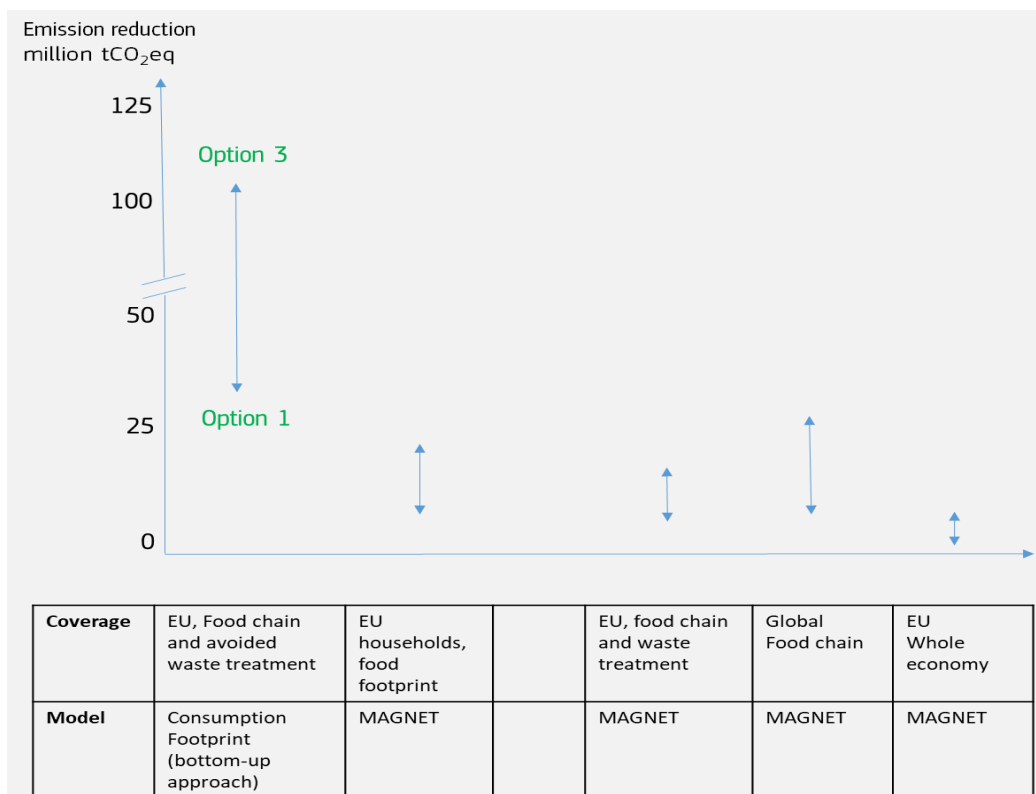 Emission reduction
million tCO₂eq
125
Option 3
100
50
25
Option 1
0
Coverage
EU, Food chain
and avoided
waste treatment
EU
households,
food
footprint
EU, food chain
and waste
treatment
Global
Food chain
EU
Whole
economy
Model
Consumption
Footprint
(bottom-up
approach)
MAGNET
MAGNET
MAGNET
MAGNET